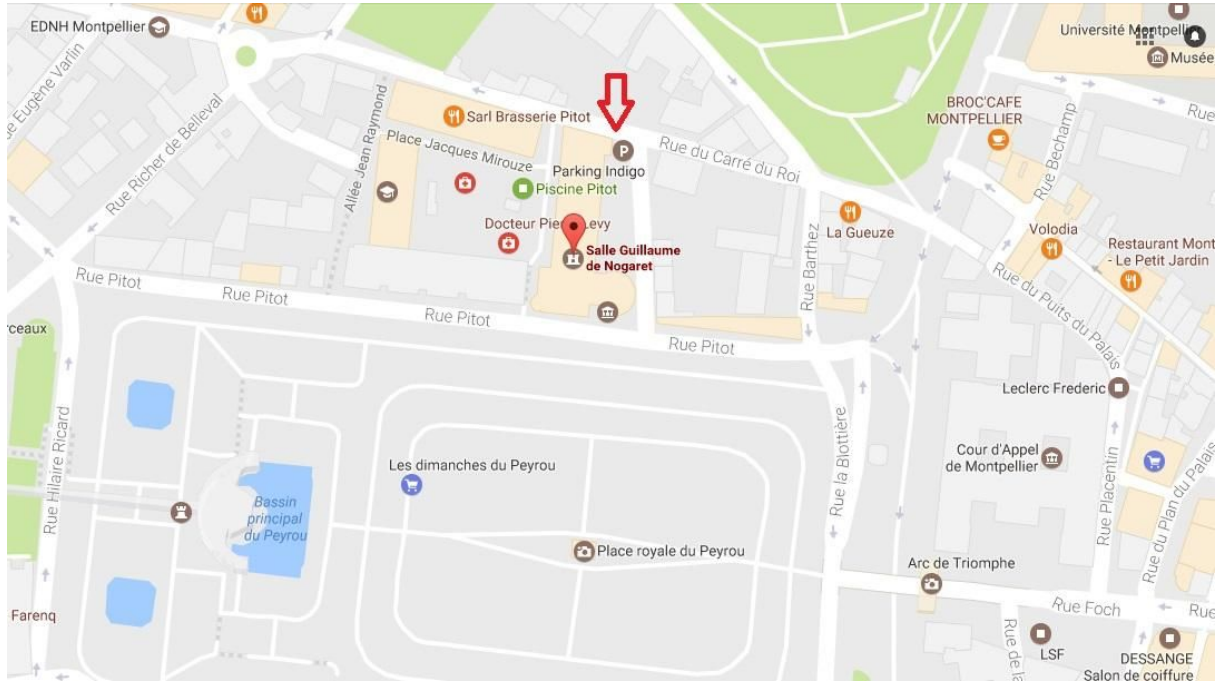 EDNH Montpellier
Université Montpellier
Musée
Rue
Eugène Varlin
Rue Richer de Belleval
Allée Jean Raymond
Sarl Brasserie Pitot
Place Jacques Mirouze
P
Parking Indigo
Piscine Pitot
Docteur Pierre Levy
Salle Guillaume
de Nogaret
Rue du Carré du Roi
BROC'CAFE
MONTPELLIER
Rue Bechamp
La Gueuze
Volodia
Restaurant Mont
- Le Petit Jardin
Rue Barthez
Rue du Puits du Palais
Rue Pitot
Rue Pitot
Rue Pitot
Rue Pitot
rceaux
Leclerc Frederic
Rue Hilaire Ricard
Les dimanches du Peyrou
Bassin
principal
du Peyrou
Place royale du Peyrou
Rue la Blottière
Cour d'Appel
de Montpellier
Rue Placentin
Rue du Plan du Palais
Arc de Triomphe
Rue Foch
Rue
Farenq
Rue de la
LSF
DESSANGE
Salon de coiffure